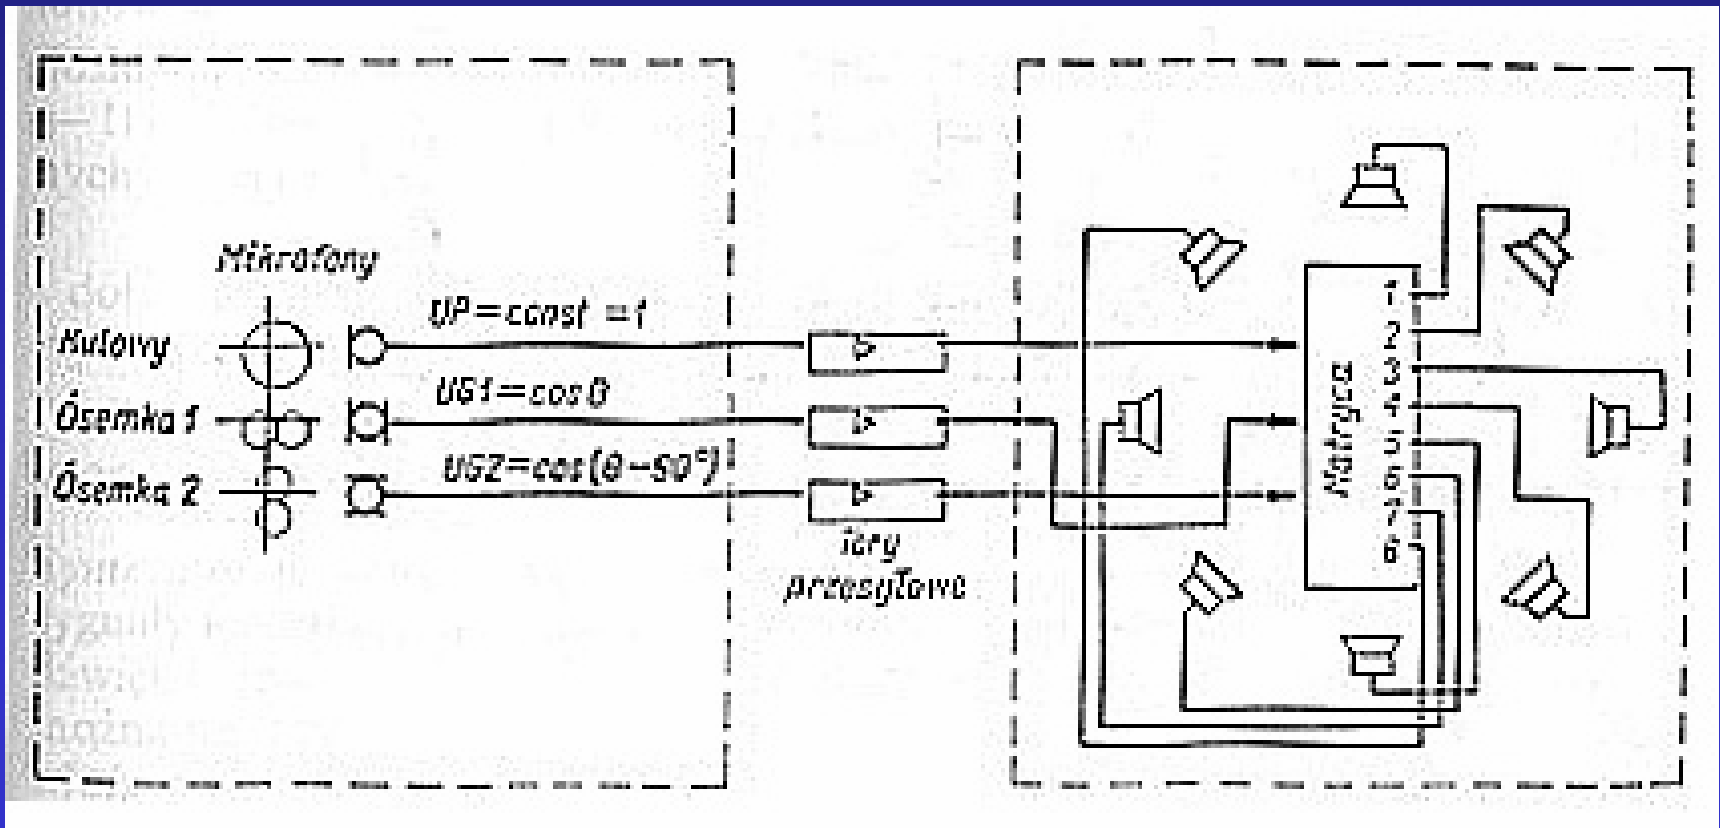 Mikrofony
Kulowy
UP=const =1
Ósemka 1
UG1=cosθ
Ósemka 2
UG2=cos(θ-90°)
Tory
przesyłowe
Matryca
1
2
3
4
5
6
7
8